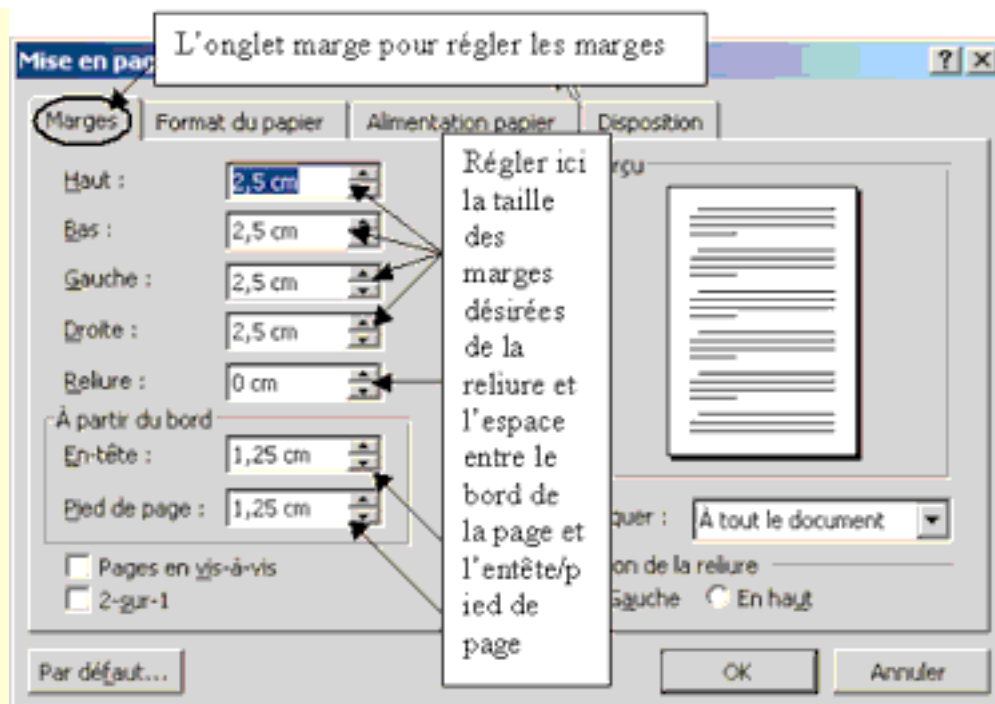 L'onglet marge pour régler les marges
Mise en pag
Marges
Format du papier
Alimentation papier
Disposition
Haut :
2,5 cm
Bas :
2,5 cm
Gauche :
2,5 cm
Droite :
2,5 cm
Reliure :
0 cm
À partir du bord
En-tête :
1,25 cm
Pied de page :
1,25 cm
Pages en vis-à-vis
2-sur-1
Régler ici
la taille
des
marges
désirées
de la
reliure et
l'espace
entre le
bord de
la page et
l'entête/p
ied de
page
rçu
quer :
À tout le document
on de la reliure
Gauche
En haut
Par défaut...
OK
Annuler